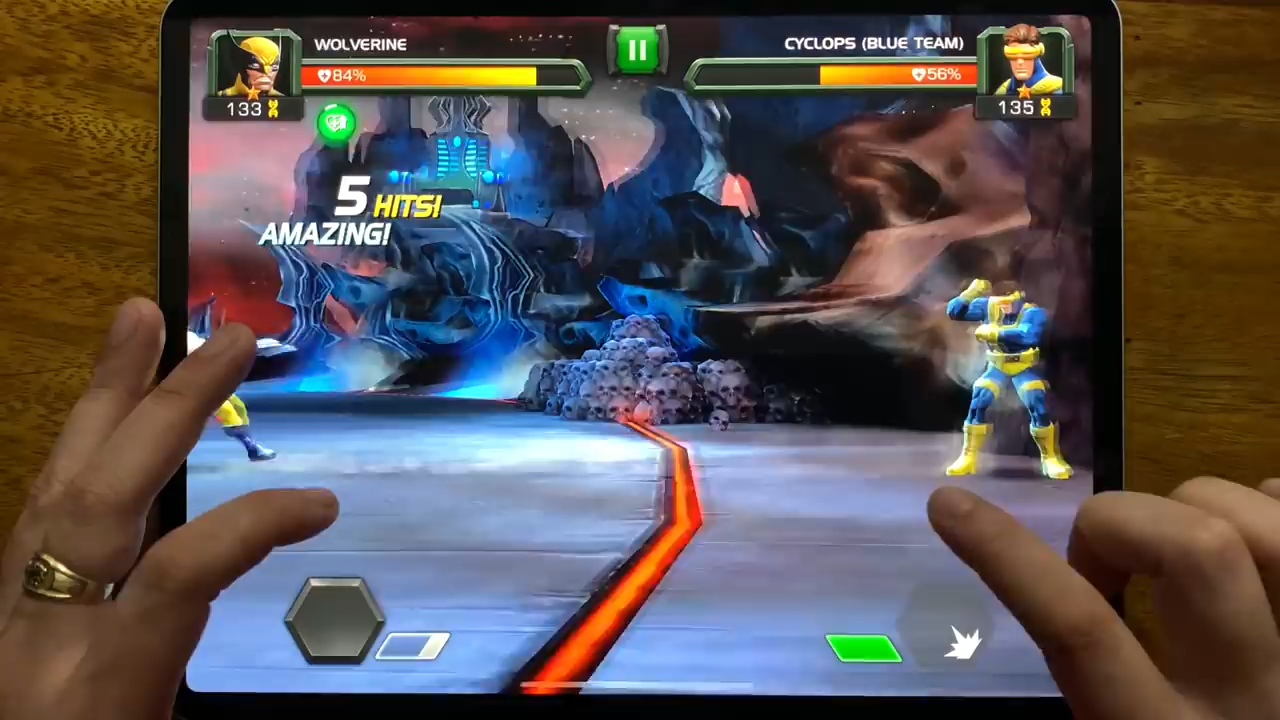 WOLVERINE
84%
133
CYCLOPS (BLUE TEAM)
56%
135
5 HITS!
AMAZING!